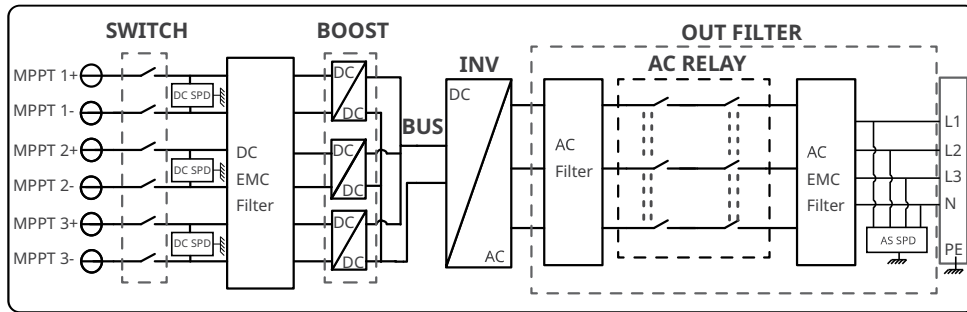 SWITCH
BOOST
OUT FILTER
INV
AC RELAY
MPPT 1+
MPPT 1-
MPPT 2+
MPPT 2-
MPPT 3+
MPPT 3-
DC SPD
DC SPD
DC SPD
DC
EMC
Filter
DC
DC
DC
DC
DC
DC
BUS
DC
AC
AC
Filter
AC
EMC
Filter
AS SPD
L1
L2
L3
N
PE